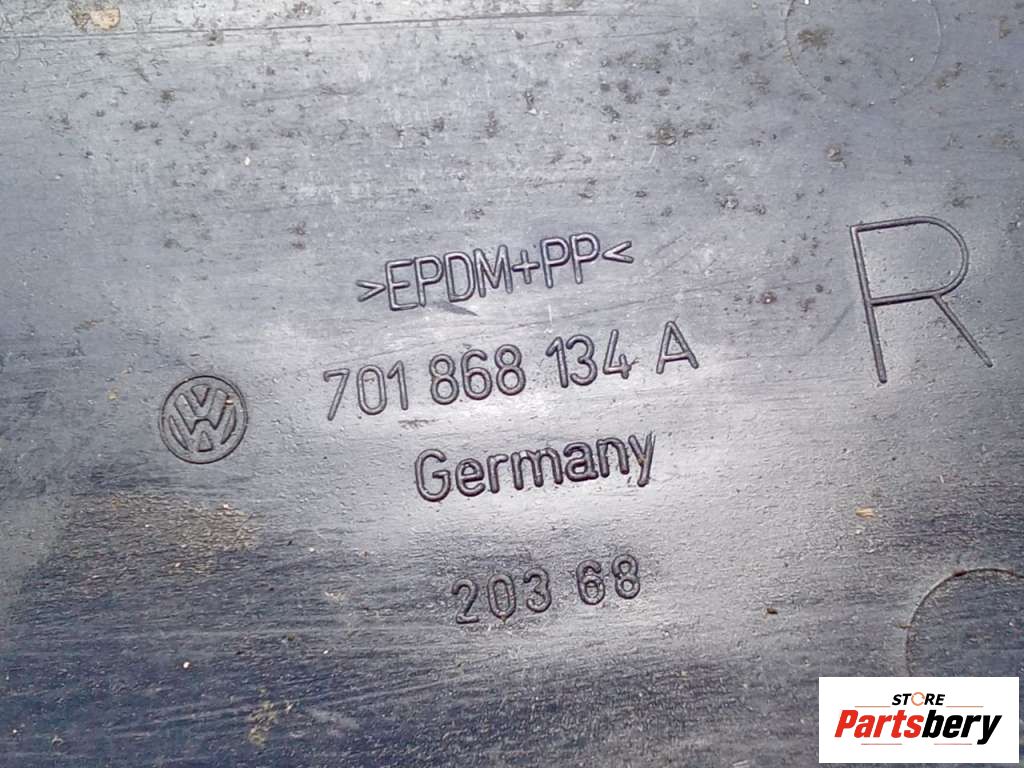 >EPDM+PP<
R
701 868 134 A
Germany
203 68
STORE
Partsbery